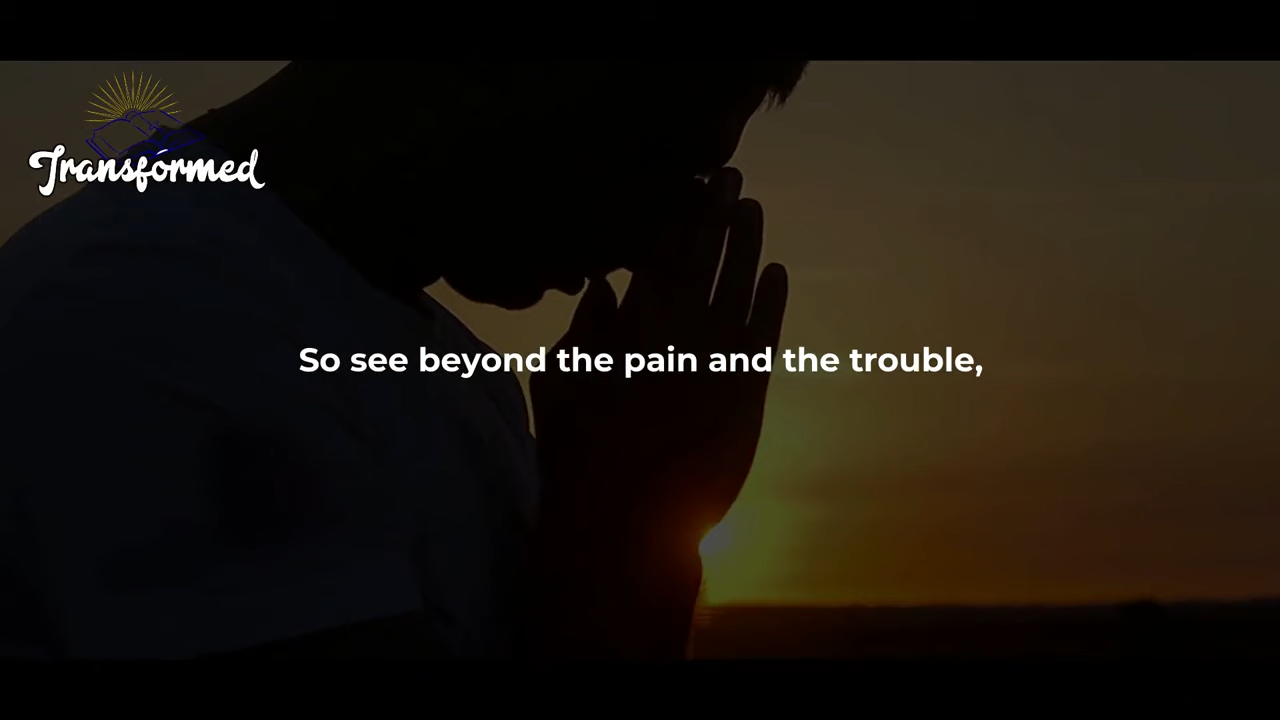 Transformed
So see beyond the pain and the trouble,